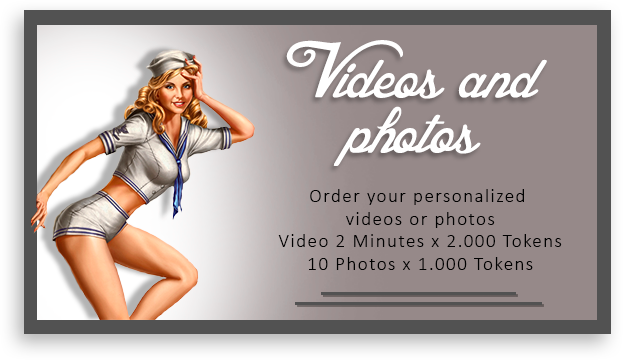 Videos and
photos
Order your personalized
videos or photos
Video 2 Minutes x 2.000 Tokens
10 Photos x 1.000 Tokens